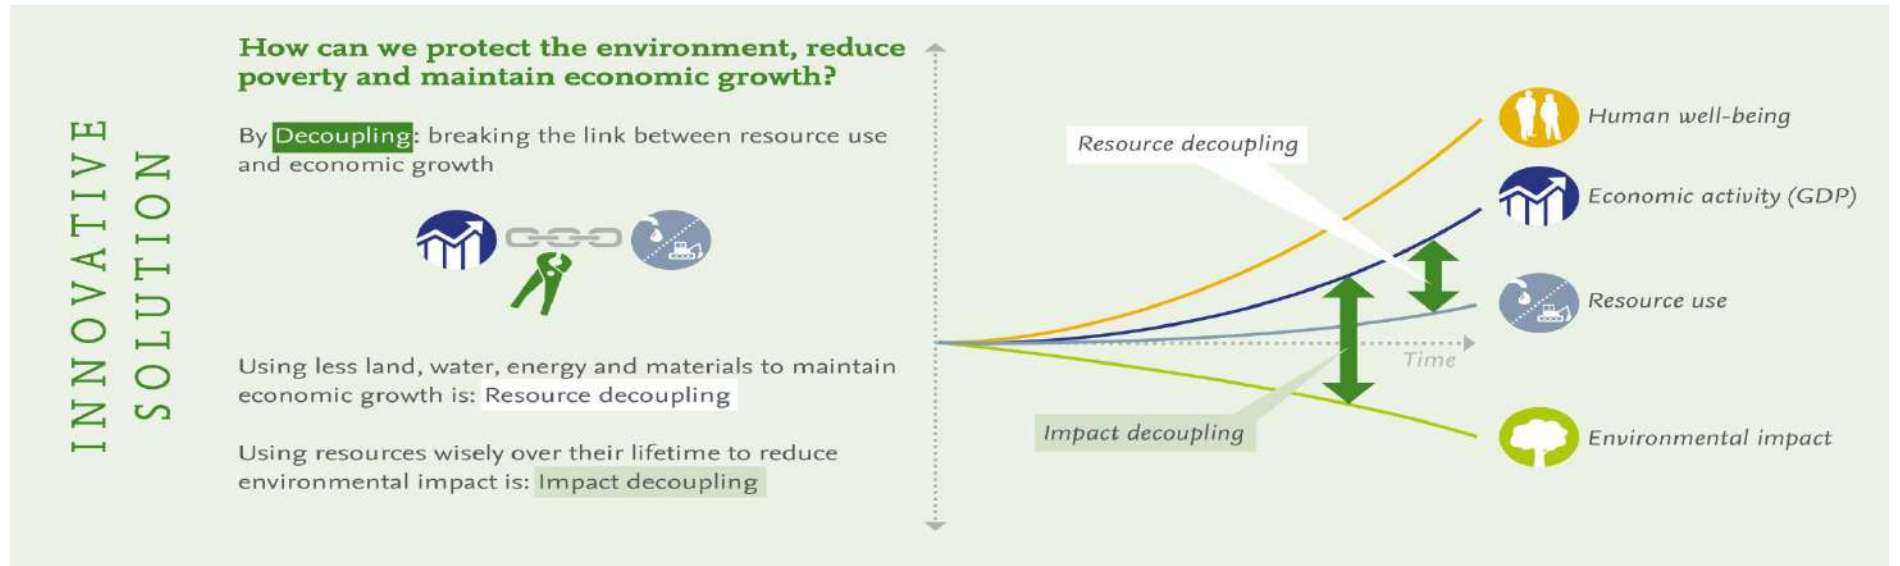 INNOVATIVE
SOLUTION
How can we protect the environment, reduce
poverty and maintain economic growth?
By Decoupling: breaking the link between resource use
and economic growth
Using less land, water, energy and materials to maintain
economic growth is: Resource decoupling
Using resources wisely over their lifetime to reduce
environmental impact is: Impact decoupling
Resource decoupling
Impact decoupling
Time
Human well-being
Economic activity (GDP)
Resource use
Environmental impact